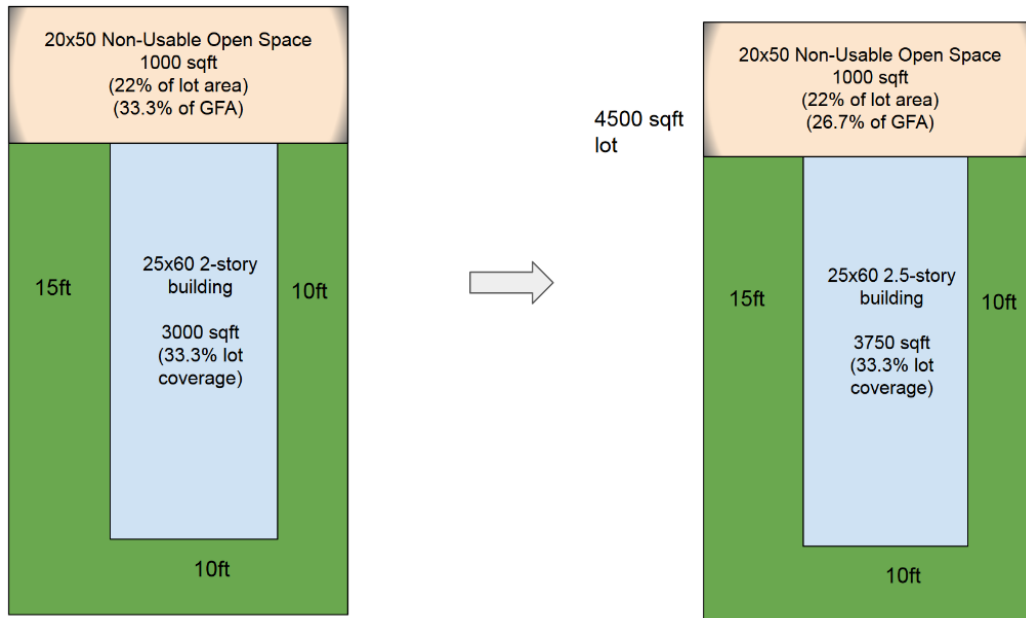 20x50 Non-Usable Open Space
1000 sqft
(22% of lot area)
(33.3% of GFA)
15ft
25x60 2-story
building
3000 sqft
(33.3% lot
coverage)
10ft
10ft
4500 sqft
lot
20x50 Non-Usable Open Space
1000 sqft
(22% of lot area)
(26.7% of GFA)
15ft
25x60 2.5-story
building
3750 sqft
(33.3% lot
coverage)
10ft
10ft